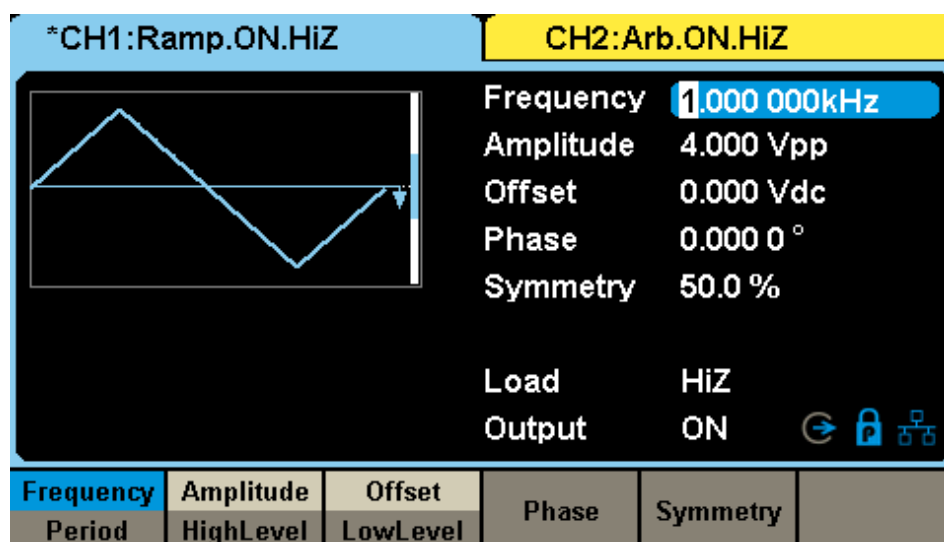 *CH1:Ramp.ON.HiZ
CH2:Arb.ON.HiZ
Frequency 1.000 000kHz
Amplitude 4.000 Vpp
Offset 0.000 Vdc
Phase 0.000 0 °
Symmetry 50.0 %
Load HiZ
Output ON
P
Frequency Amplitude Offset Phase Symmetry
Period HighLevel LowLevel